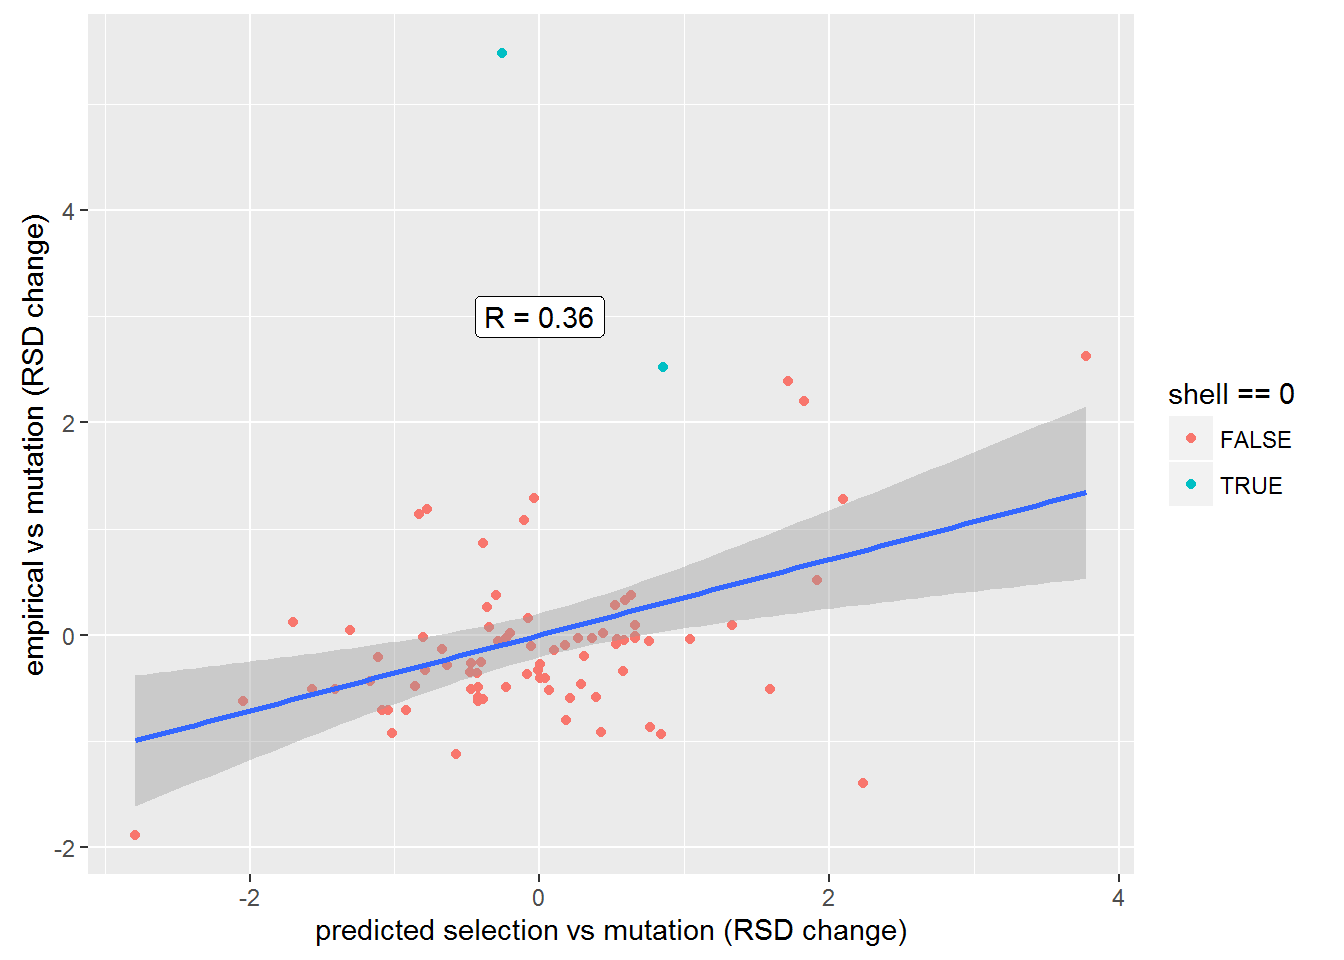 4
2
0
-2
empirical vs mutation (RSD change)
R = 0.36
-2
0
2
4
predicted selection vs mutation (RSD change)
shell == 0
FALSE
TRUE